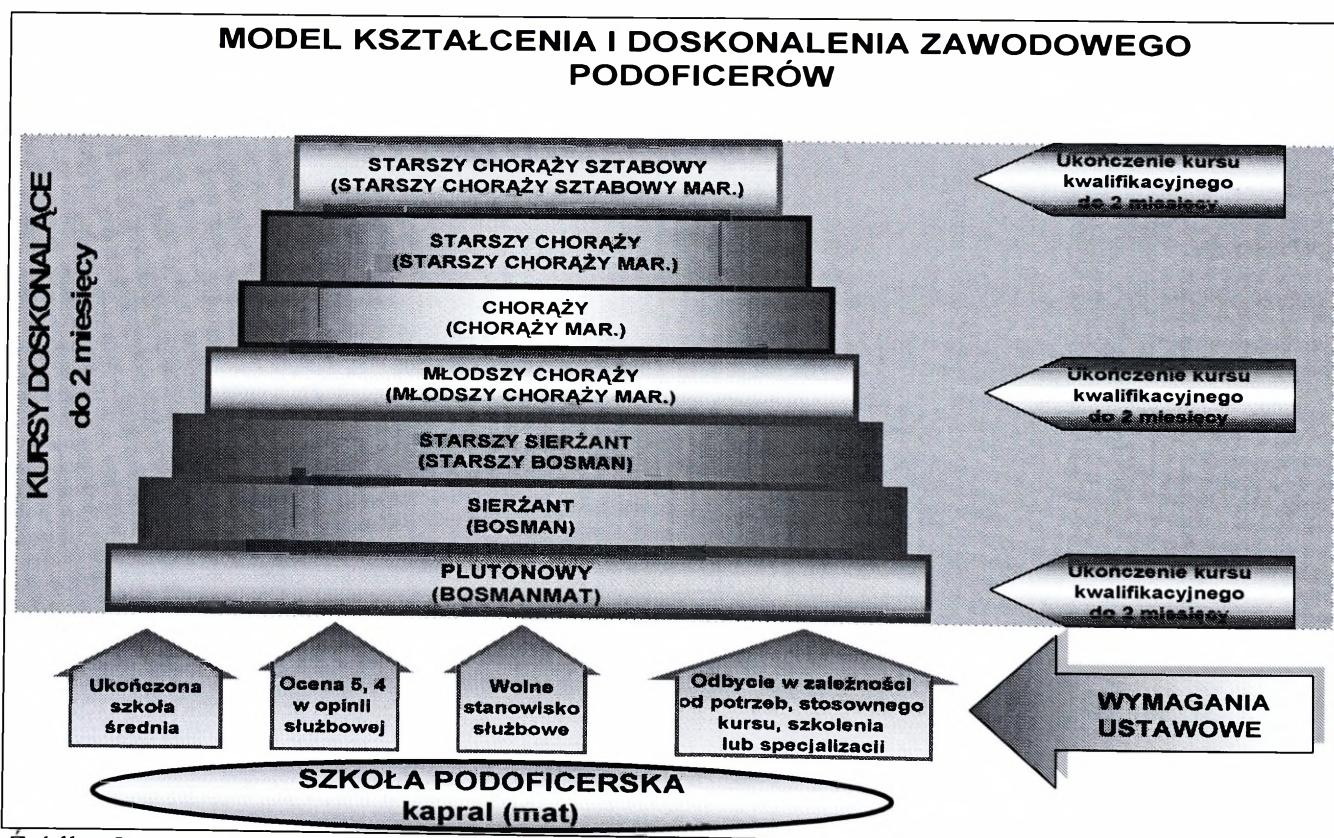 MODEL KSZTAŁCENIA I DOSKONALENIA ZAWODOWEGO
PODOFICERÓW
KURSY DOSKONALĄCE
do 2 miesięcy
STARSZY CHORĄŻY SZTABOWY
(STARSZY CHORĄŻY SZTABOWY MAR.)
Ukończenie kursu
kwalifikacyjnego
do 2 miesięcy
STARSZY CHORĄŻY
(STARSZY CHORĄŻY MAR.)
CHORĄŻY
(CHORĄŻY MAR.)
MŁODSZY CHORĄŻY
(MŁODSZY CHORĄŻY MAR.)
Ukończenie kursu
kwalifikacyjnego
do 2 miesięcy
STARSZY SIERŻANT
(STARSZY BOSMAN)
SIERŻANT
(BOSMAN)
PLUTONOWY
(BOSMANMAT)
Ukończenie kursu
kwalifikacyjnego
do 2 miesięcy
Ukończona
szkoła
średnia
Ocena 5, 4
w opinii
służbowej
Wolne
stanowisko
służbowe
Odbycie w zależności
od potrzeb, stosownego
kursu, szkolenia
lub specjalizacji
WYMAGANIA
USTAWOWE
SZKOŁA PODOFICERSKA
kapral (mat)